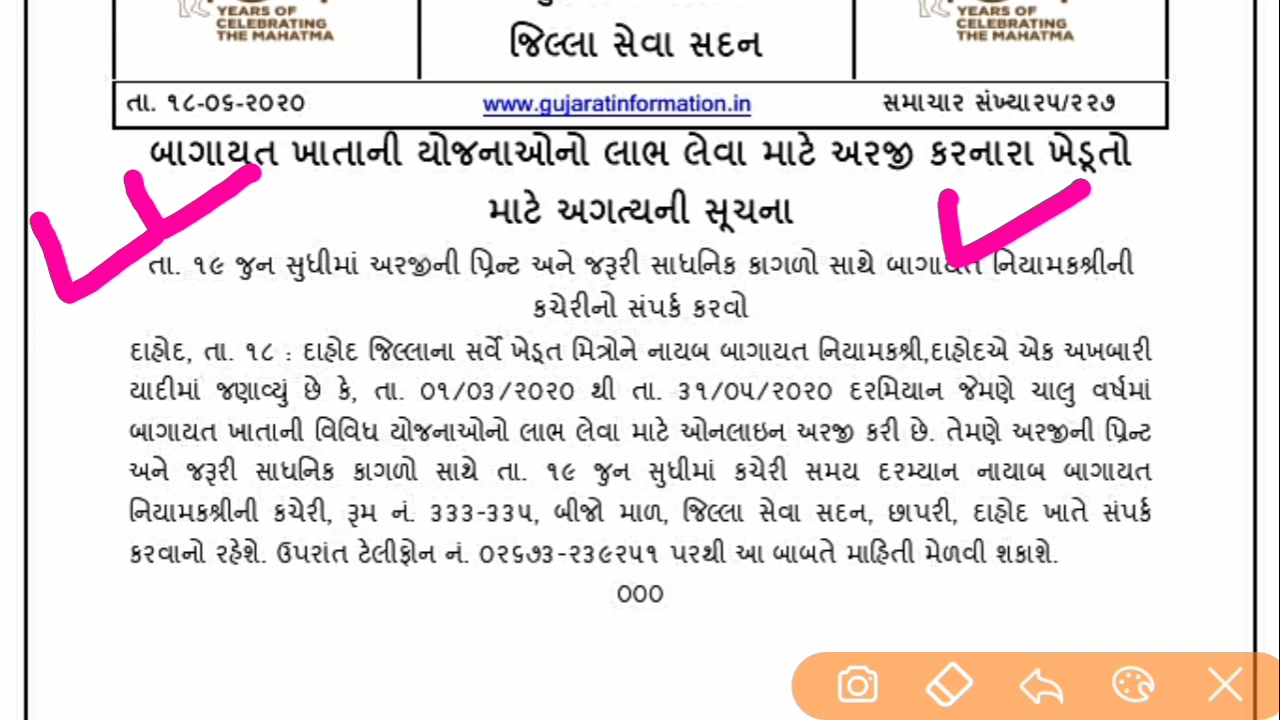 YEARS OF
CELEBRATING
THE MAHATMA
જિલ્લા સેવા સદન
YEARS OF
CELEBRATING
THE MAHATMA
તા. ૧૮-૦૬-૨૦૨૦ www.gujaratinformation.in સમાચાર સંખ્યા૨૫/૨૨૭
બાગાયત ખાતાની યોજનાઓનો લાભ લેવા માટે અરજી કરનારા ખેડૂતો
માટે અગત્યની સૂચના
તા. ૧૯ જુન સુધીમાં અરજીની પ્રિન્ટ અને જરૂરી સાધનિક કાગળો સાથે બાગાયત નિયામકશ્રીની
કચેરીનો સંપર્ક કરવો
દાહોદ, તા. ૧૮ : દાહોદ જિલ્લાના સર્વે ખેડૂત મિત્રોને નાયબ બાગાયત નિયામકશ્રી,દાહોદએ એક અખબારી
યાદીમાં જણાવ્યું છે કે, તા. ૦૧/૦૩/૨૦૨૦ થી તા. ૩૧/૦૫/૨૦૨૦ દરમિયાન જેમણે ચાલુ વર્ષમાં
બાગાયત ખાતાની વિવિધ યોજનાઓનો લાભ લેવા માટે ઓનલાઇન અરજી કરી છે. તેમણે અરજીની પ્રિન્ટ
અને જરૂરી સાધનિક કાગળો સાથે તા. ૧૯ જુન સુધીમાં કચેરી સમય દરમ્યાન નાયાબ બાગાયત
નિયામકશ્રીની કચેરી, રૂમ નં. ૩૩૩-૩૩૫, બીજો માળ, જિલ્લા સેવા સદન, છાપરી, દાહોદ ખાતે સંપર્ક
કરવાનો રહેશે. ઉપરાંત ટેલીફોન નં. ૦૨૬૭૩-૨૩૯૨૫૧ પરથી આ બાબતે માહિતી મેળવી શકાશે.
૦૦૦